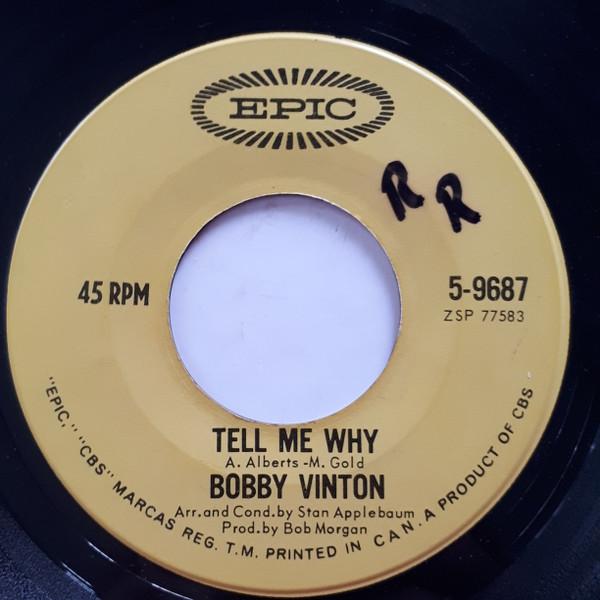 EPIC
R R
45 RPM
5-9687
ZSP 77583
TELL ME WHY
A. Alberts -M. Gold
BOBBY VINTON
Arr. and Cond. by Stan Applebaum
Prod. by Bob Morgan
"EPIC," "CBS" MARCAS REG. T.M. PRINTED IN CAN. A PRODUCT OF CBS